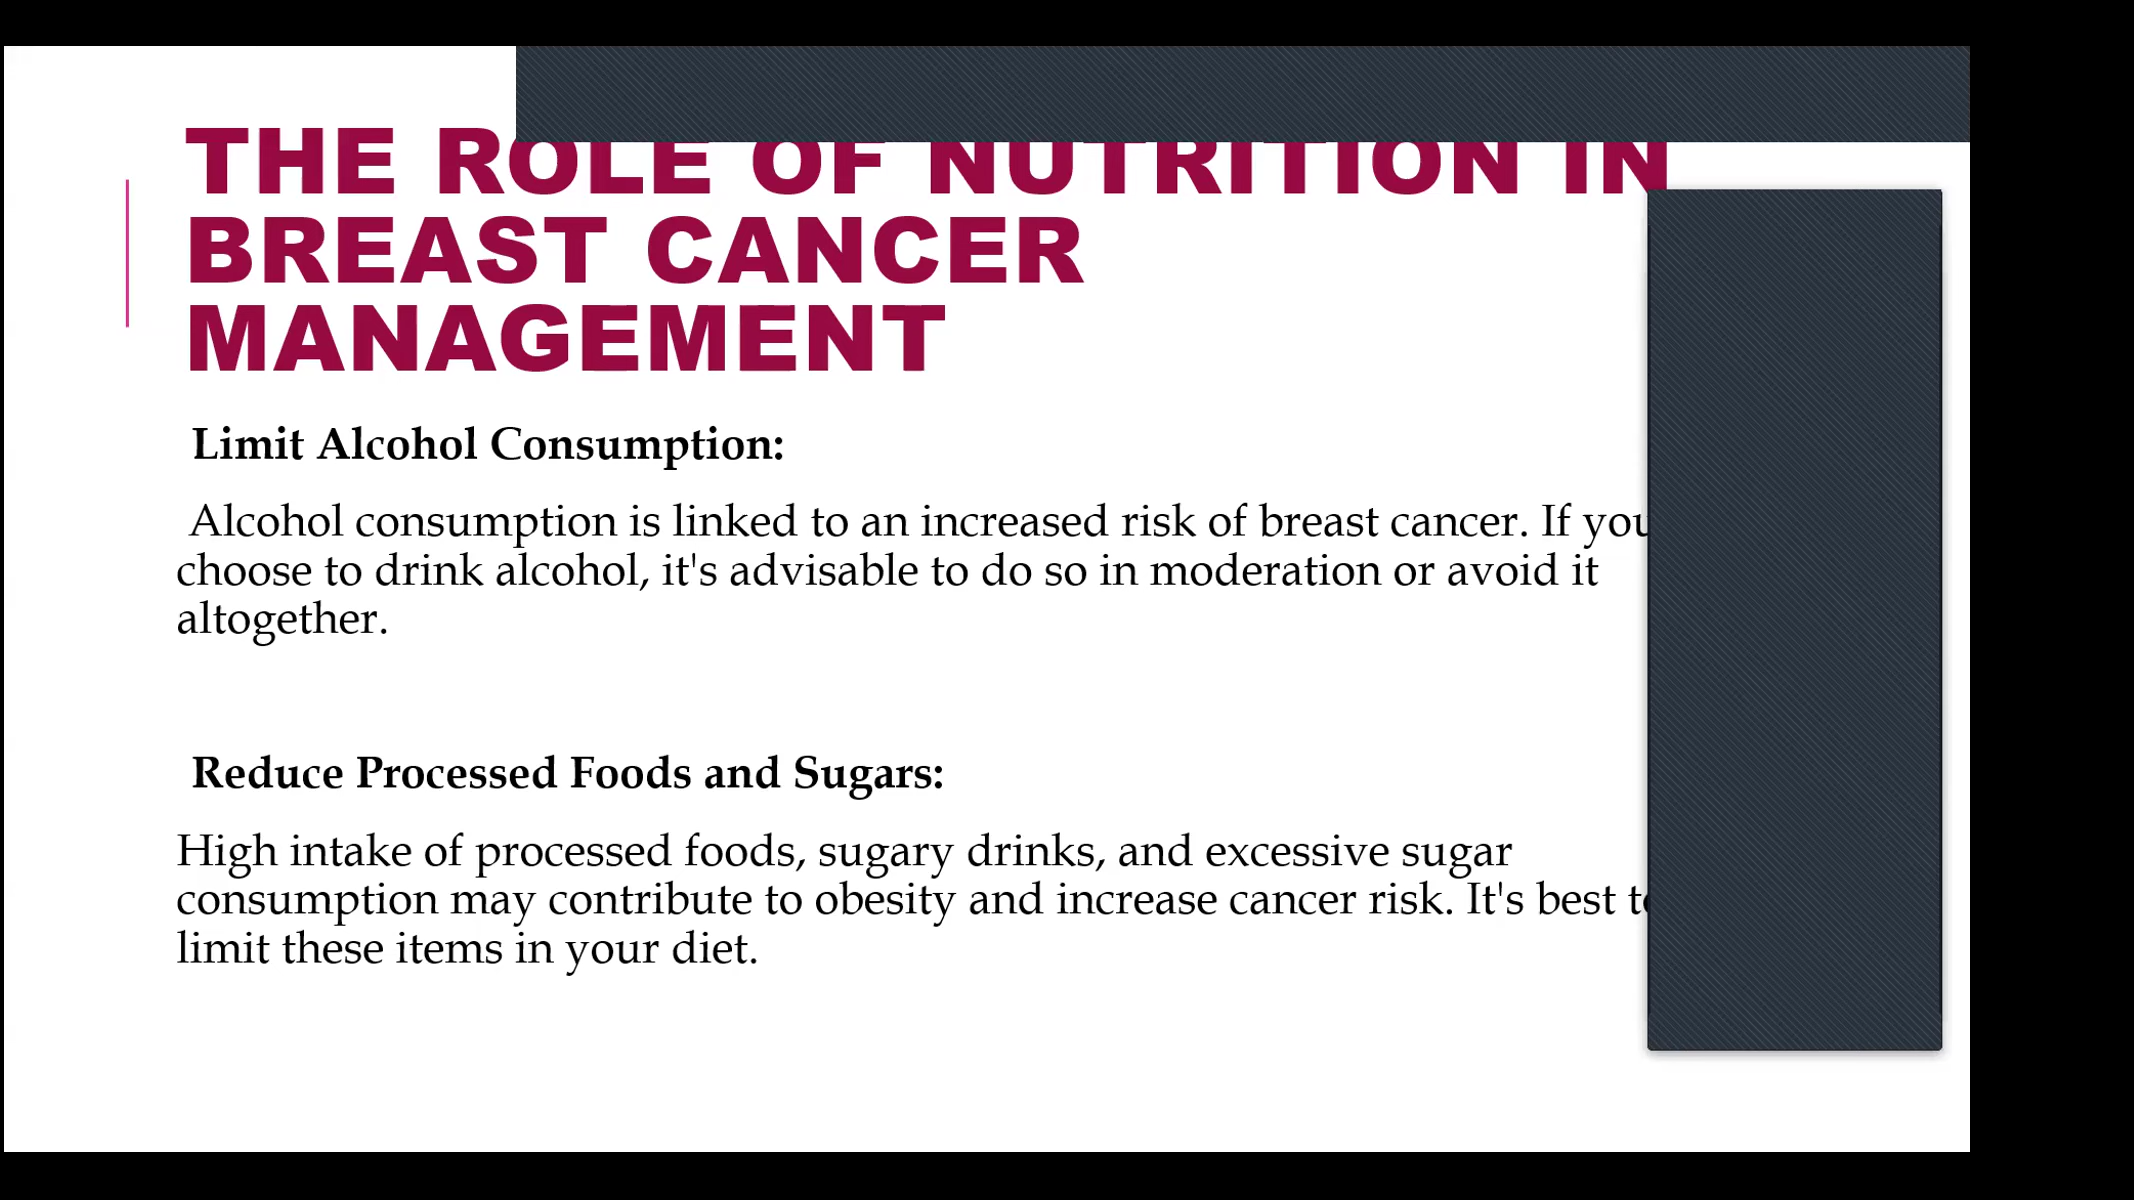 THE ROLE OF NUTRITION IN
BREAST CANCER
MANAGEMENT
Limit Alcohol Consumption:
Alcohol consumption is linked to an increased risk of breast cancer. If you
choose to drink alcohol, it's advisable to do so in moderation or avoid it
altogether.
Reduce Processed Foods and Sugars:
High intake of processed foods, sugary drinks, and excessive sugar
consumption may contribute to obesity and increase cancer risk. It's best to
limit these items in your diet.